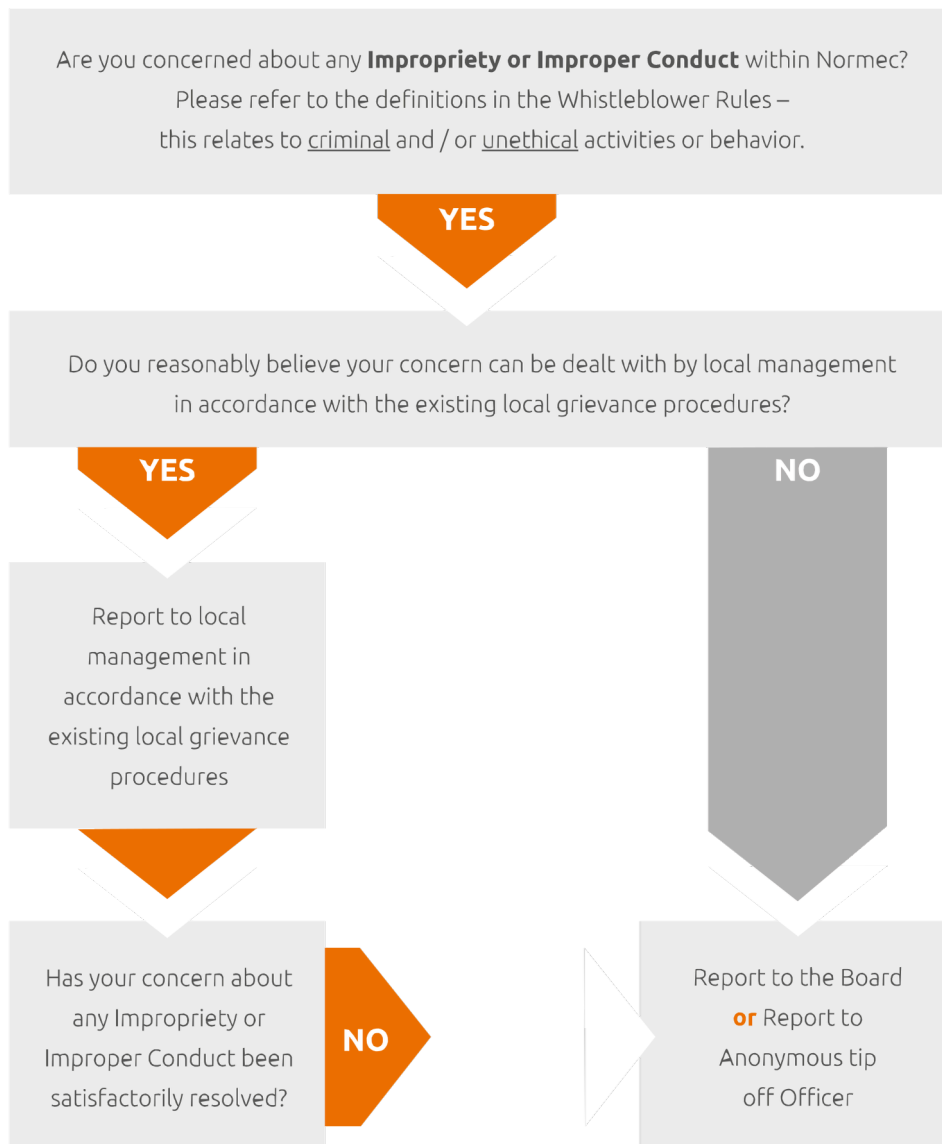 Are you concerned about any Impropriety or Improper Conduct within Normec?
Please refer to the definitions in the Whistleblower Rules –
this relates to criminal and / or unethical activities or behavior.
YES
Do you reasonably believe your concern can be dealt with by local management
in accordance with the existing local grievance procedures?
YES
NO
Report to local
management in
accordance with the
existing local grievance
procedures
Has your concern about
any Impropriety or
Improper Conduct been
satisfactorily resolved?
NO
Report to the Board
or Report to
Anonymous tip
off Officer